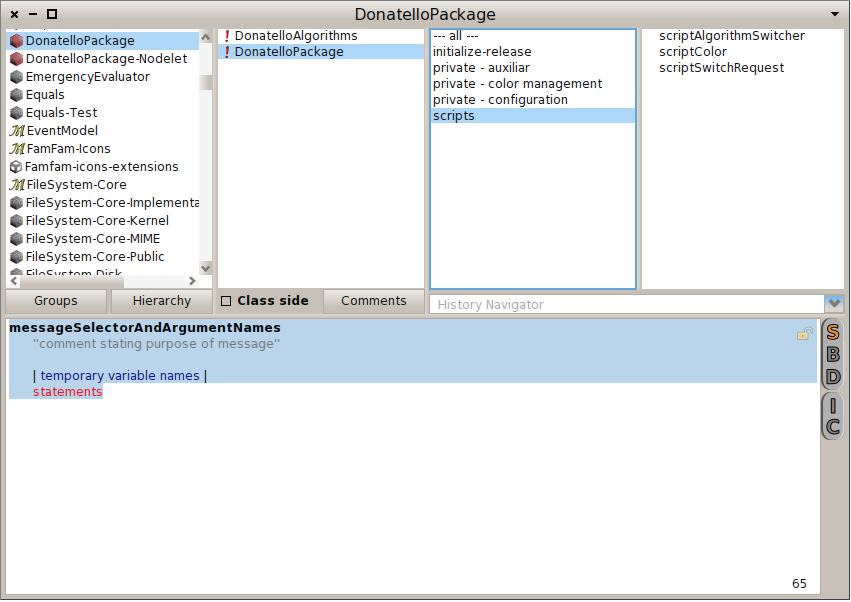 DonatelloPackage
DonatelloPackage
DonatelloPackage-Nodelet
EmergencyEvaluator
Equals
Equals-Test
EventModel
FamFam-Icons
Famfam-icons-extensions
FileSystem-Core
FileSystem-Core-Implementa
FileSystem-Core-Kernel
FileSystem-Core-MIME
FileSystem-Core-Public
FileSystem-Disk
DonatelloAlgorithms
DonatelloPackage
--- all ---
initialize-release
private - auxiliar
private - color management
private - configuration
scripts
scriptAlgorithmSwitcher
scriptColor
scriptSwitchRequest
Groups
Hierarchy
Class side
Comments
History Navigator
messageSelectorAndArgumentNames
"comment stating purpose of message"
| temporary variable names |
statements
S
B
D
I
C
65